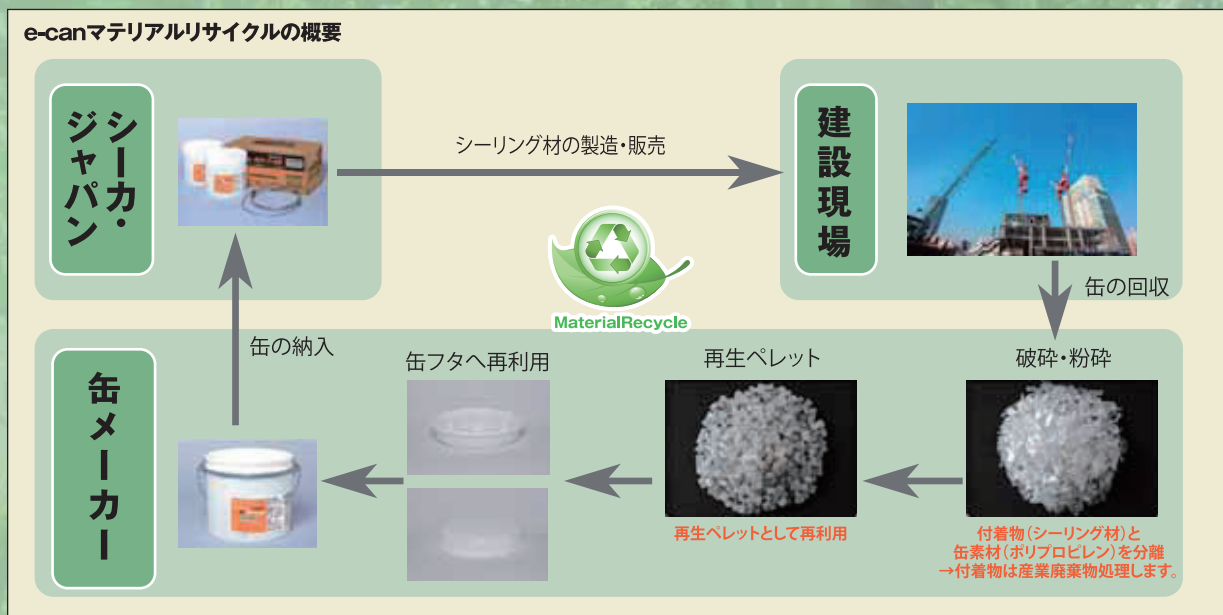 e-canマテリアルリサイクルの概要
シーカ・
ジャパン
シーリング材の製造・販売
建設現場
缶の回収
MaterialRecycle
缶の納入
缶メーカー
缶フタへ再利用
再生ペレット
破砕・粉砕
再生ペレットとして再利用
付着物(シーリング材)と
缶素材(ポリプロピレン)を分離
→付着物は産業廃棄物処理します。